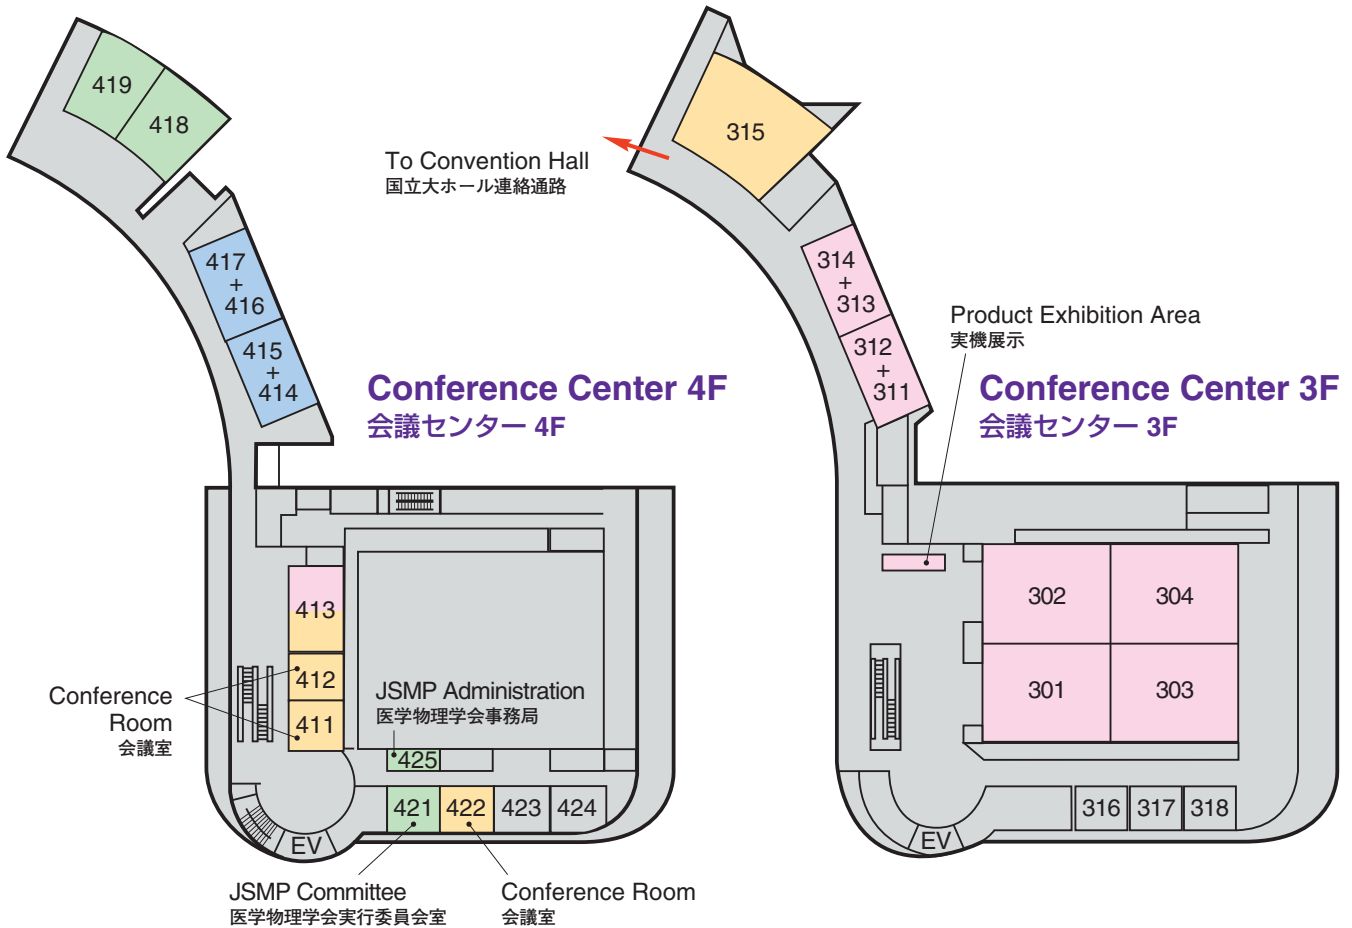 419
418
417
+
416
415
+
414
Conference Center 4F
会議センター 4F
413
412
411
Conference
Room
会議室
JSMP Administration
医学物理学会事務局
425
421
422
423
424
EV
JSMP Committee
医学物理学会実行委員会室
Conference Room
会議室
To Convention Hall
国立大ホール連絡通路
315
314
+
313
312
+
311
Product Exhibition Area
実機展示
Conference Center 3F
会議センター 3F
302
304
301
303
316
317
318
EV